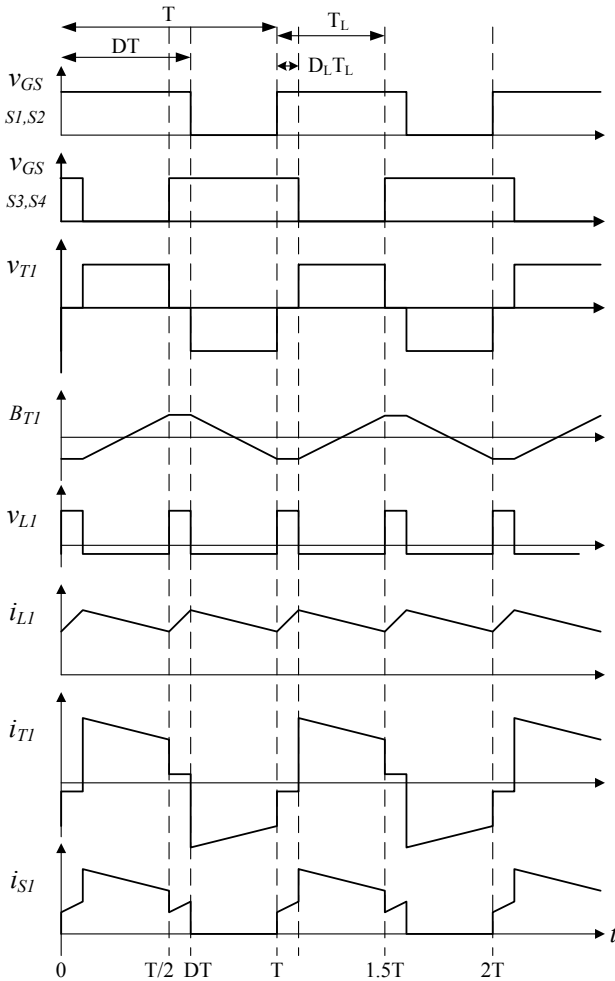 T
T_L
DT
D_LT_L
v_GS
S1,S2
v_GS
S3,S4
v_T1
B_T1
v_L1
i_L1
i_T1
i_S1
t
0 T/2 DT T 1.5T 2T